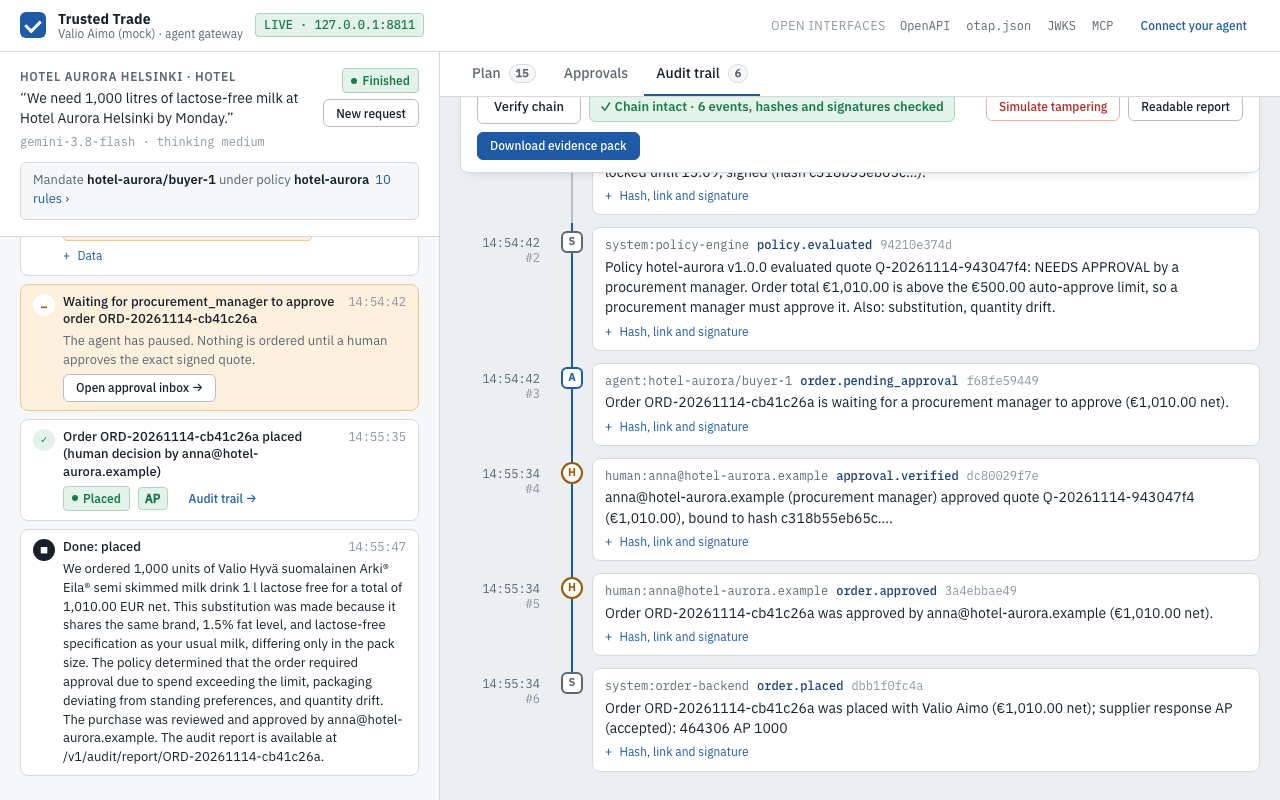 Trusted Trade
Valio Aimo (mock) · agent gateway
LIVE · 127.0.0.1:8811
OPEN INTERFACES OpenAPI otap.json JWKS MCP Connect your agent
HOTEL AURORA HELSINKI · HOTEL
Finished
“We need 1,000 litres of lactose-free milk at
Hotel Aurora Helsinki by Monday.”
New request
gemini-3.8-flash · thinking medium
Mandate hotel-aurora/buyer-1 under policy hotel-aurora 10
rules ›
+ Data
Waiting for procurement_manager to approve 14:54:42
order ORD-20261114-cb41c26a
The agent has paused. Nothing is ordered until a human
approves the exact signed quote.
Open approval inbox →
✓ Order ORD-20261114-cb41c26a placed 14:55:35
(human decision by anna@hotel-
aurora.example)
Placed AP Audit trail →
Done: placed 14:55:47
We ordered 1,000 units of Valio Hyvä suomalainen Arki®
Eila® semi skimmed milk drink 1 l lactose free for a total of
1,010.00 EUR net. This substitution was made because it
shares the same brand, 1.5% fat level, and lactose-free
specification as your usual milk, differing only in the pack
size. The policy determined that the order required
approval due to spend exceeding the limit, packaging
deviating from standing preferences, and quantity drift.
The purchase was reviewed and approved by anna@hotel-
aurora.example. The audit report is available at
/v1/audit/report/ORD-20261114-cb41c26a.
Plan 15 Approvals Audit trail 6
Verify chain ✓ Chain intact · 6 events, hashes and signatures checked Simulate tampering Readable report
Download evidence pack
locked until 15:09, signed (hash c318b55eb65c…).
+ Hash, link and signature
14:54:42
#2
S
system:policy-engine policy.evaluated 94210e374d
Policy hotel-aurora v1.0.0 evaluated quote Q-20261114-943047f4: NEEDS APPROVAL by a
procurement manager. Order total €1,010.00 is above the €500.00 auto-approve limit, so a
procurement manager must approve it. Also: substitution, quantity drift.
+ Hash, link and signature
14:54:42
#3
A
agent:hotel-aurora/buyer-1 order.pending_approval f68fe59449
Order ORD-20261114-cb41c26a is waiting for a procurement manager to approve (€1,010.00 net).
+ Hash, link and signature
14:55:34
#4
H
human:anna@hotel-aurora.example approval.verified dc80029f7e
anna@hotel-aurora.example (procurement manager) approved quote Q-20261114-943047f4
(€1,010.00), bound to hash c318b55eb65c….
+ Hash, link and signature
14:55:34
#5
H
human:anna@hotel-aurora.example order.approved 3a4ebbae49
Order ORD-20261114-cb41c26a was approved by anna@hotel-aurora.example (€1,010.00 net).
+ Hash, link and signature
14:55:34
#6
S
system:order-backend order.placed dbb1f0fc4a
Order ORD-20261114-cb41c26a was placed with Valio Aimo (€1,010.00 net); supplier response AP
(accepted): 464306 AP 1000
+ Hash, link and signature